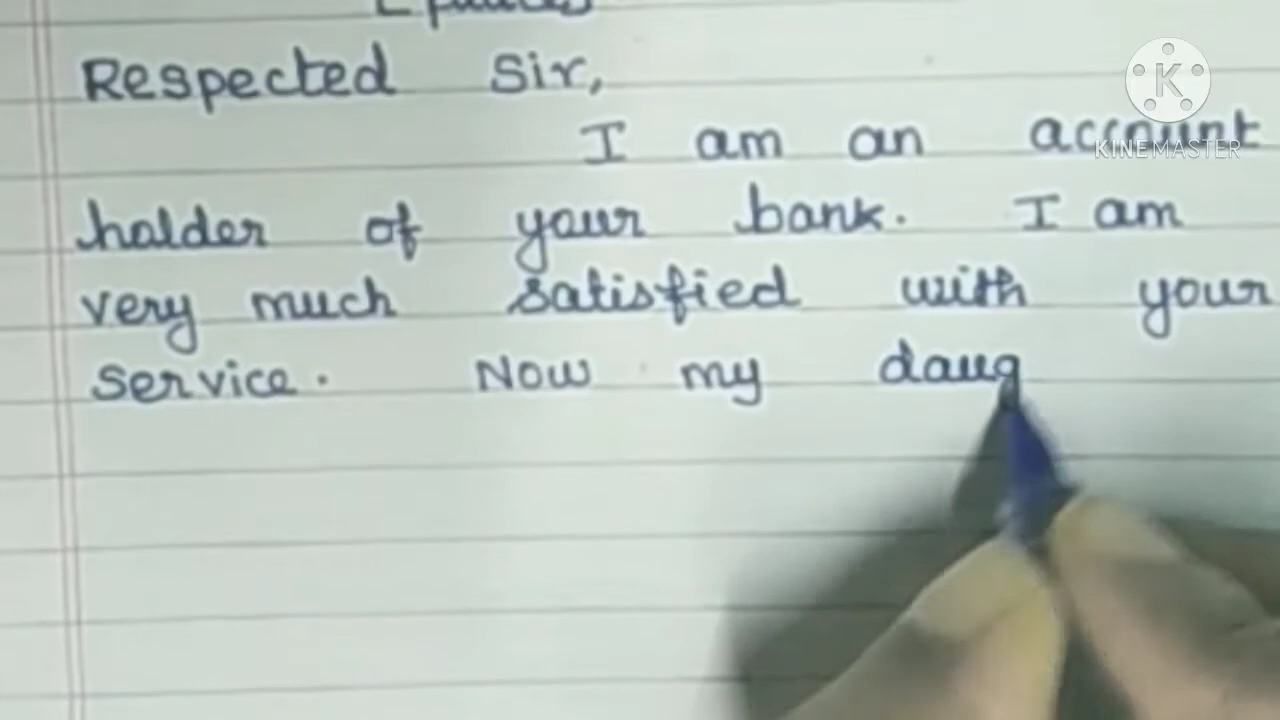 Respected Sir,
I am an account
holder of your bank. I am
very much satisfied with your
service. Now my daug
K
KINEMASTER